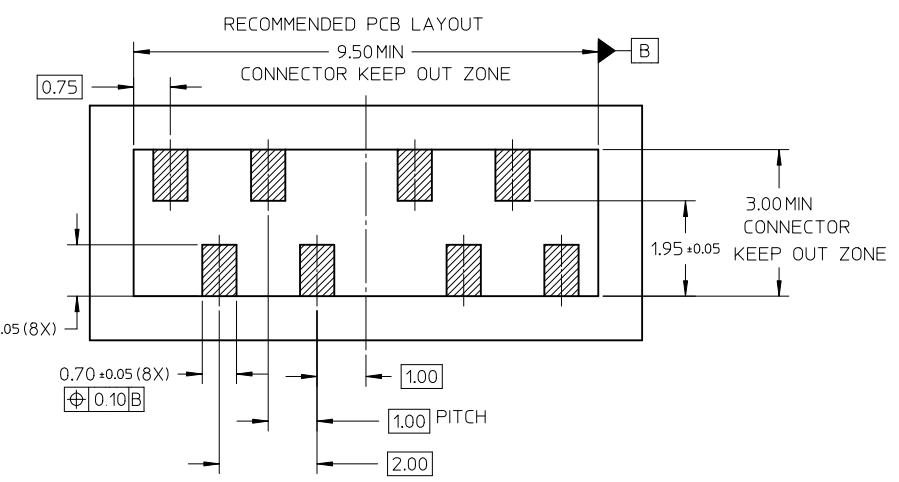 RECOMMENDED PCB LAYOUT
9.50 MIN
B
CONNECTOR KEEP OUT ZONE
0.75
3.00 MIN
CONNECTOR
KEEP OUT ZONE
1.95 ±0.05
.05 (8X)
0.70 ±0.05 (8X)
⌖ 0.10 B
1.00
1.00 PITCH
2.00